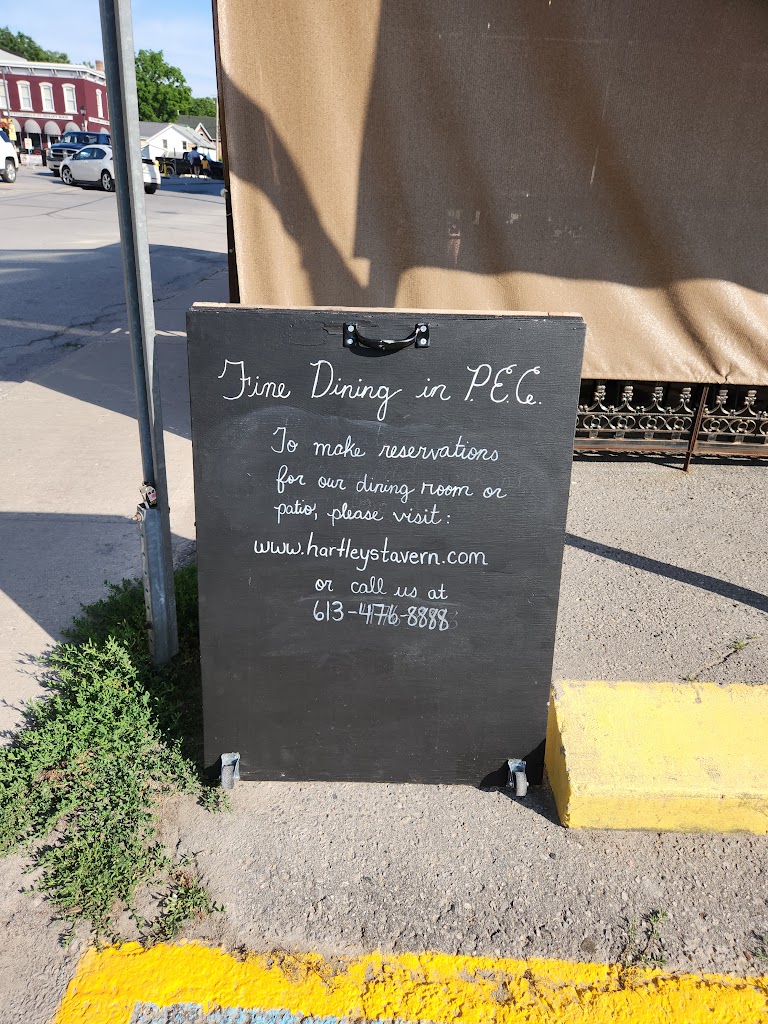 Fine Dining in P.E.C.
To make reservations
for our dining room or
patio, please visit:
www.hartleystavern.com
or call us at
613-476-8888